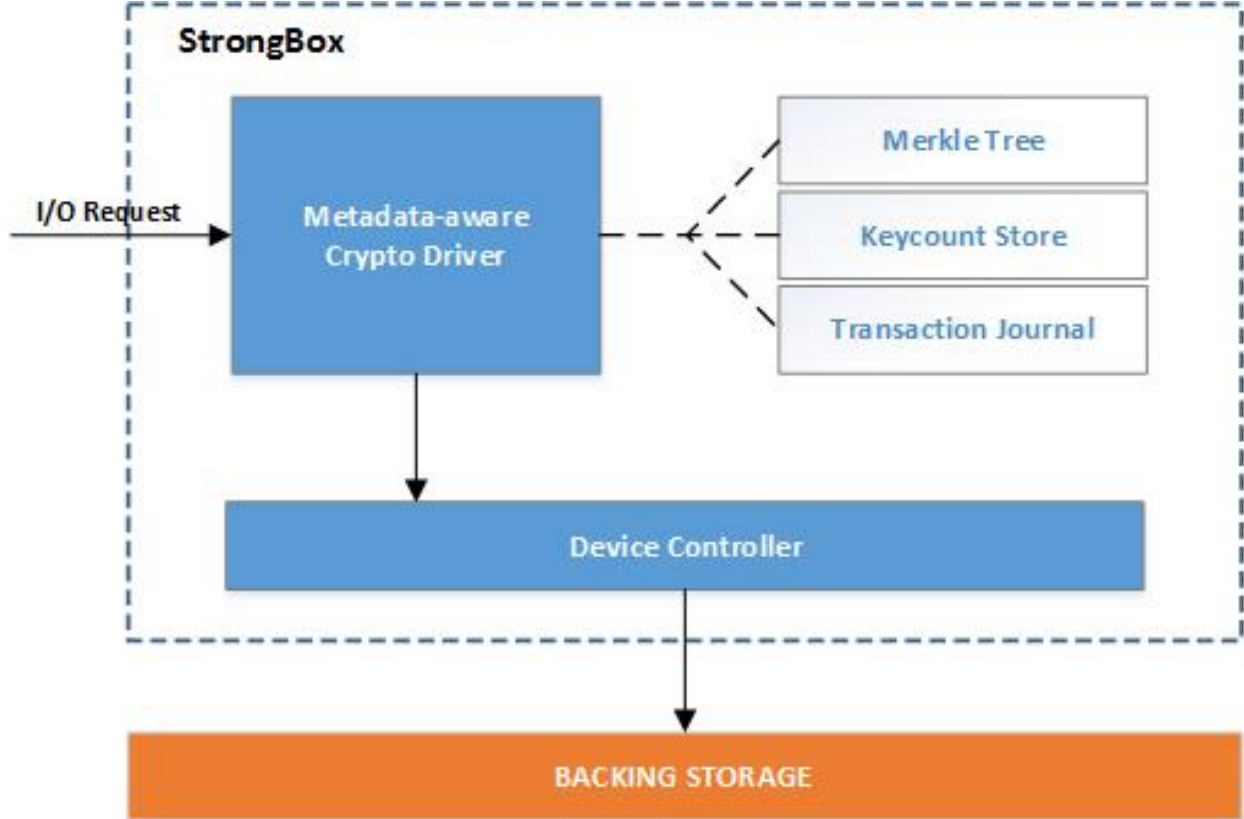 StrongBox
Merkle Tree
I/O Request
Metadata-aware
Crypto Driver
Keycount Store
Transaction Journal
Device Controller
BACKING STORAGE